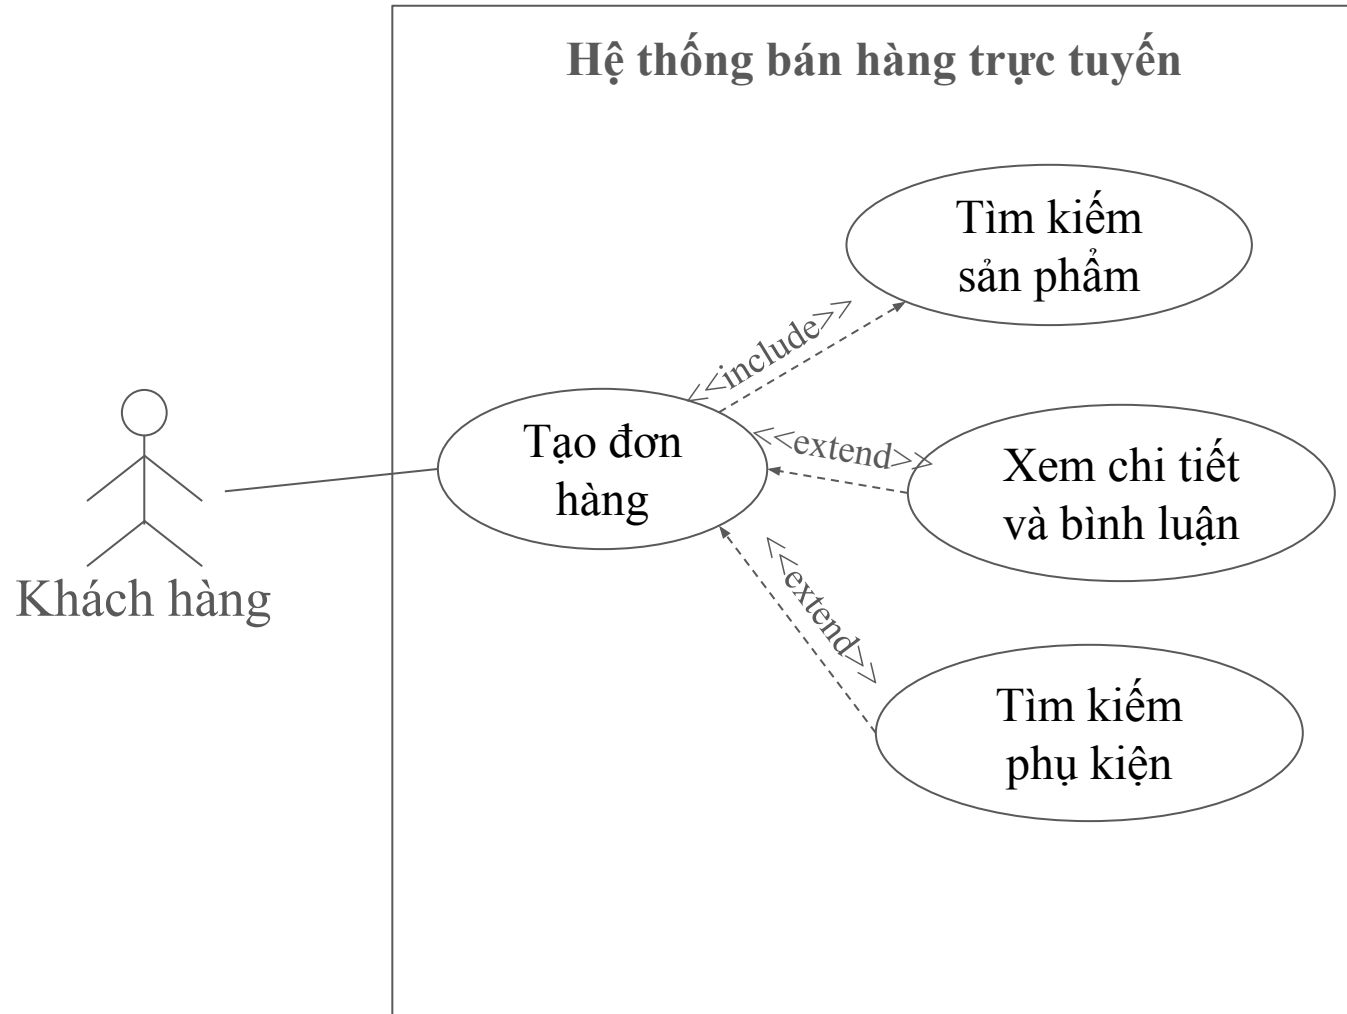 Hệ thống bán hàng trực tuyến
Tìm kiếm
sản phẩm
<<include>>
Tạo đơn
hàng
<<extend>>
Xem chi tiết
và bình luận
Khách hàng
<<extend>>
Tìm kiếm
phụ kiện